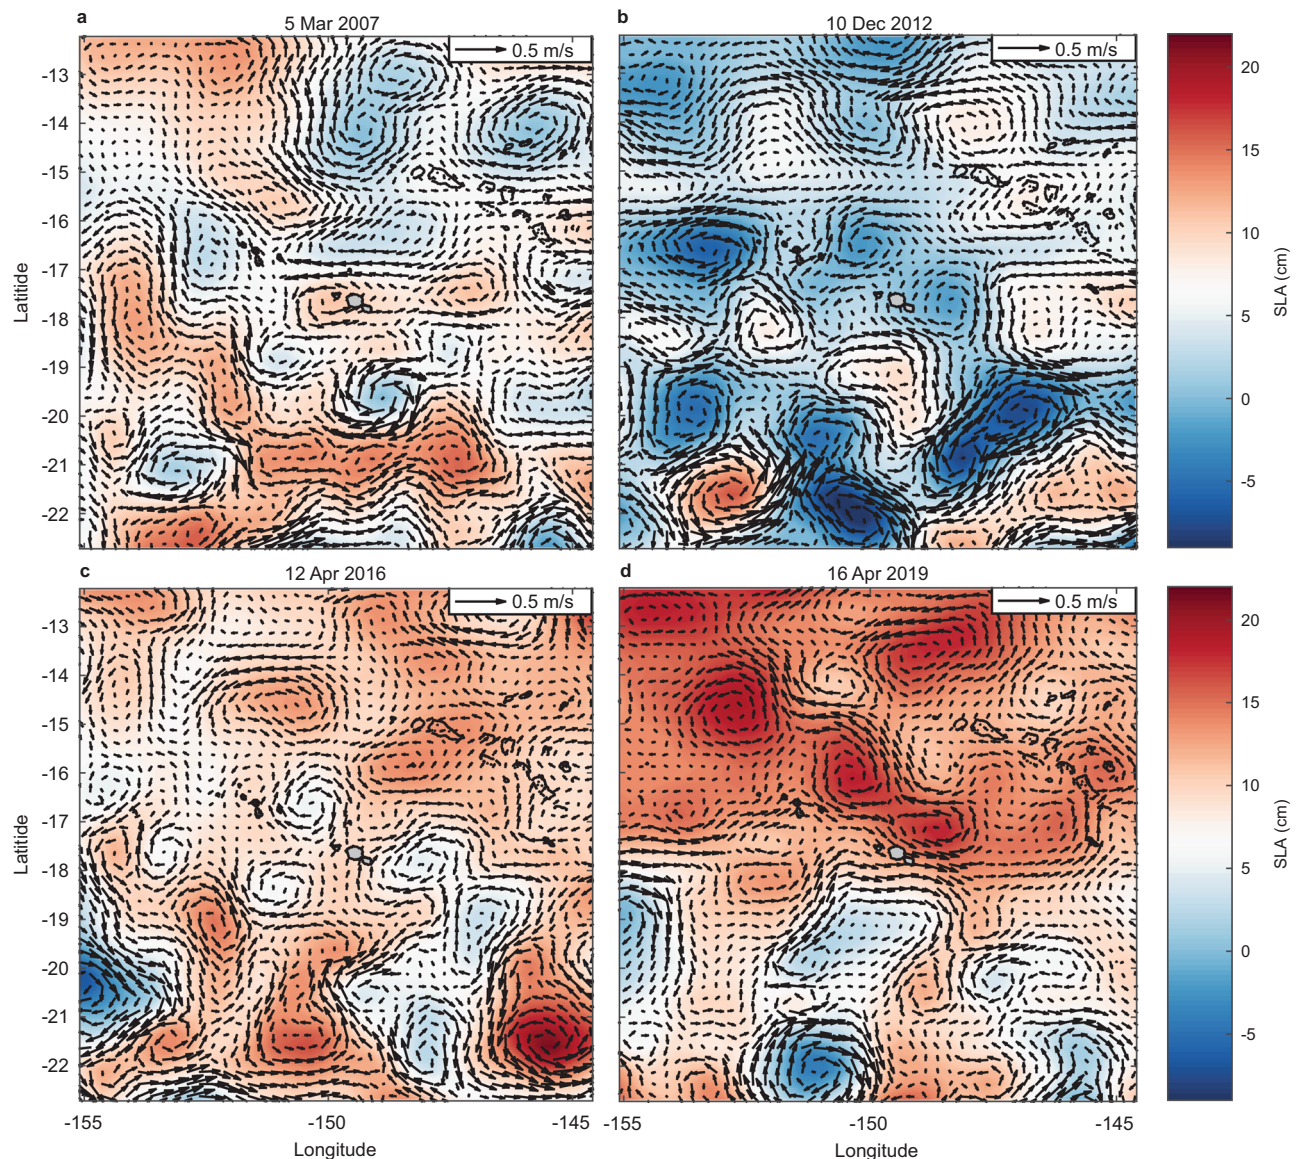 a
5 Mar 2007
0.5 m/s
b
10 Dec 2012
0.5 m/s
-13
-14
-15
-16
-17
-18
-19
-20
-21
-22
Latitide
20
15
10
5
0
-5
SLA (cm)
c
12 Apr 2016
0.5 m/s
d
16 Apr 2019
0.5 m/s
-13
-14
-15
-16
-17
-18
-19
-20
-21
-22
Latitide
-155
-150
-145
Longitude
-155
-150
-145
Longitude
20
15
10
5
0
-5
SLA (cm)